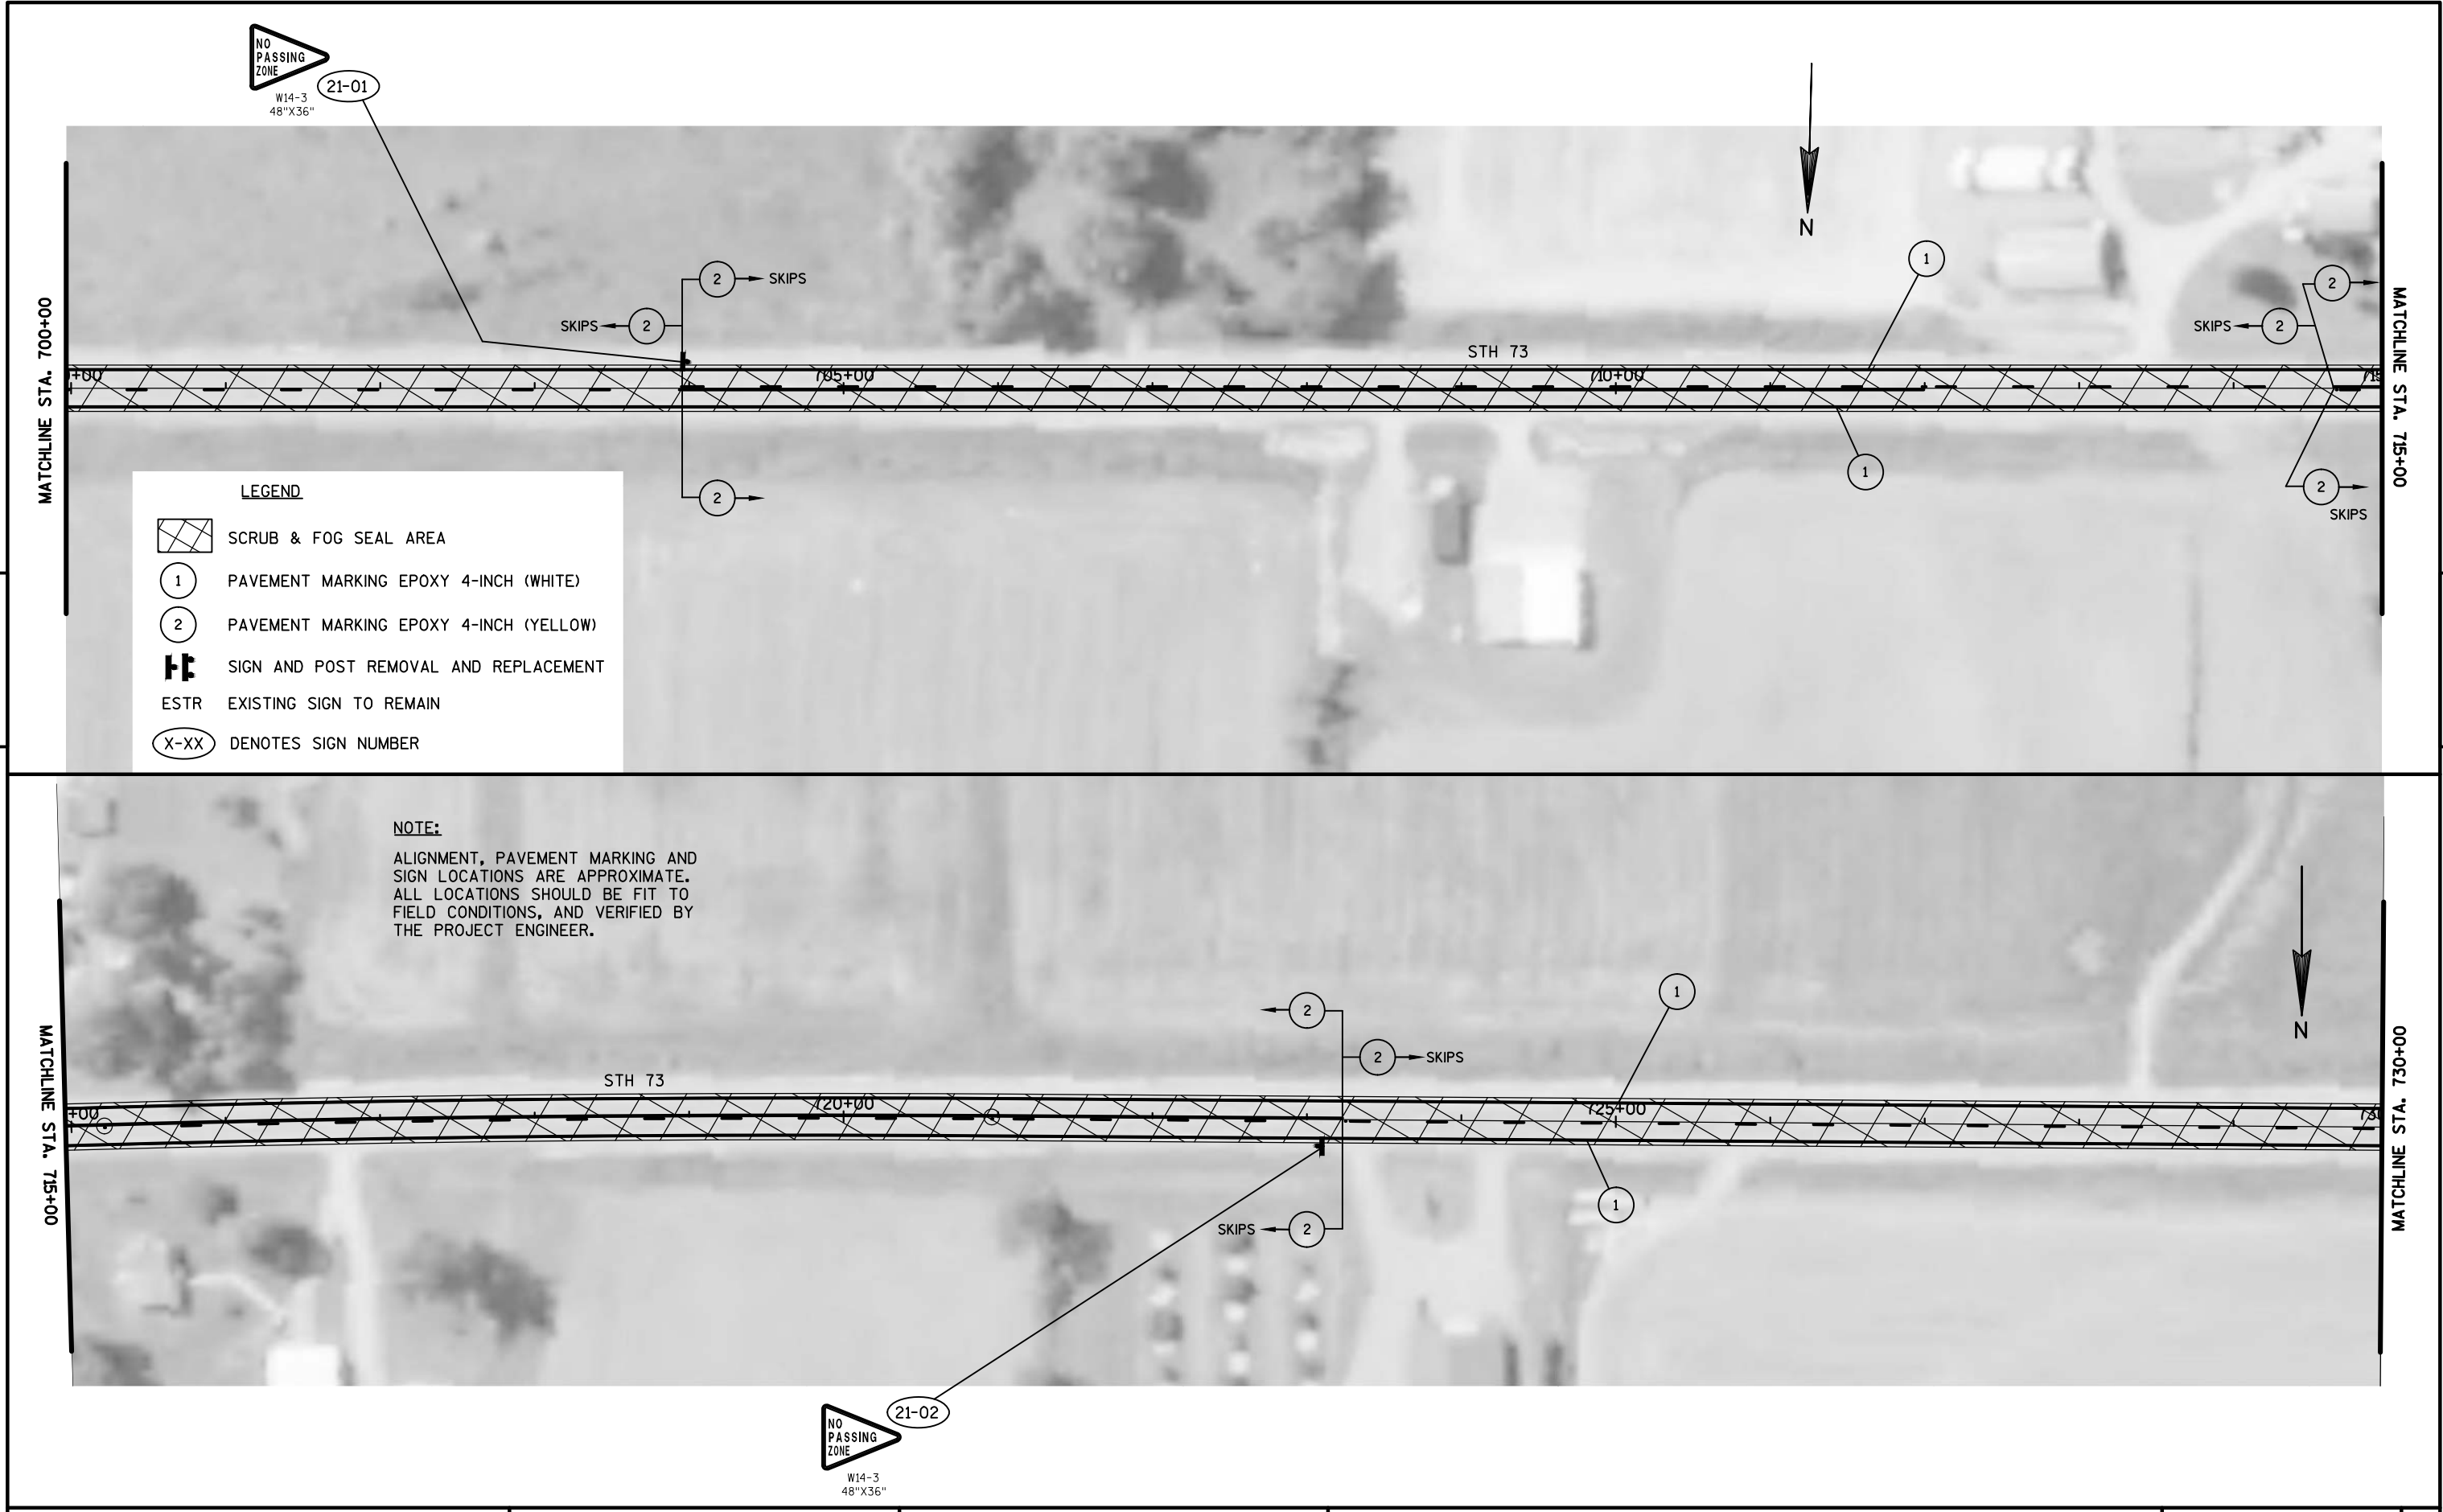 NO
PASSING
ZONE
W14-3
48"X36"
21-01
N
2 SKIPS
SKIPS 2
1
2
SKIPS 2
STH 73
+00
705+00
710+00
715
MATCHLINE STA. 700+00
MATCHLINE STA. 715+00
2
1
2
SKIPS
LEGEND
SCRUB & FOG SEAL AREA
1 PAVEMENT MARKING EPOXY 4-INCH (WHITE)
2 PAVEMENT MARKING EPOXY 4-INCH (YELLOW)
SIGN AND POST REMOVAL AND REPLACEMENT
ESTR EXISTING SIGN TO REMAIN
X-XX DENOTES SIGN NUMBER
NOTE:
ALIGNMENT, PAVEMENT MARKING AND
SIGN LOCATIONS ARE APPROXIMATE.
ALL LOCATIONS SHOULD BE FIT TO
FIELD CONDITIONS, AND VERIFIED BY
THE PROJECT ENGINEER.
N
1
2
2 SKIPS
STH 73
+00
720+00
725+00
730
MATCHLINE STA. 715+00
MATCHLINE STA. 730+00
1
SKIPS 2
21-02
NO
PASSING
ZONE
W14-3
48"X36"